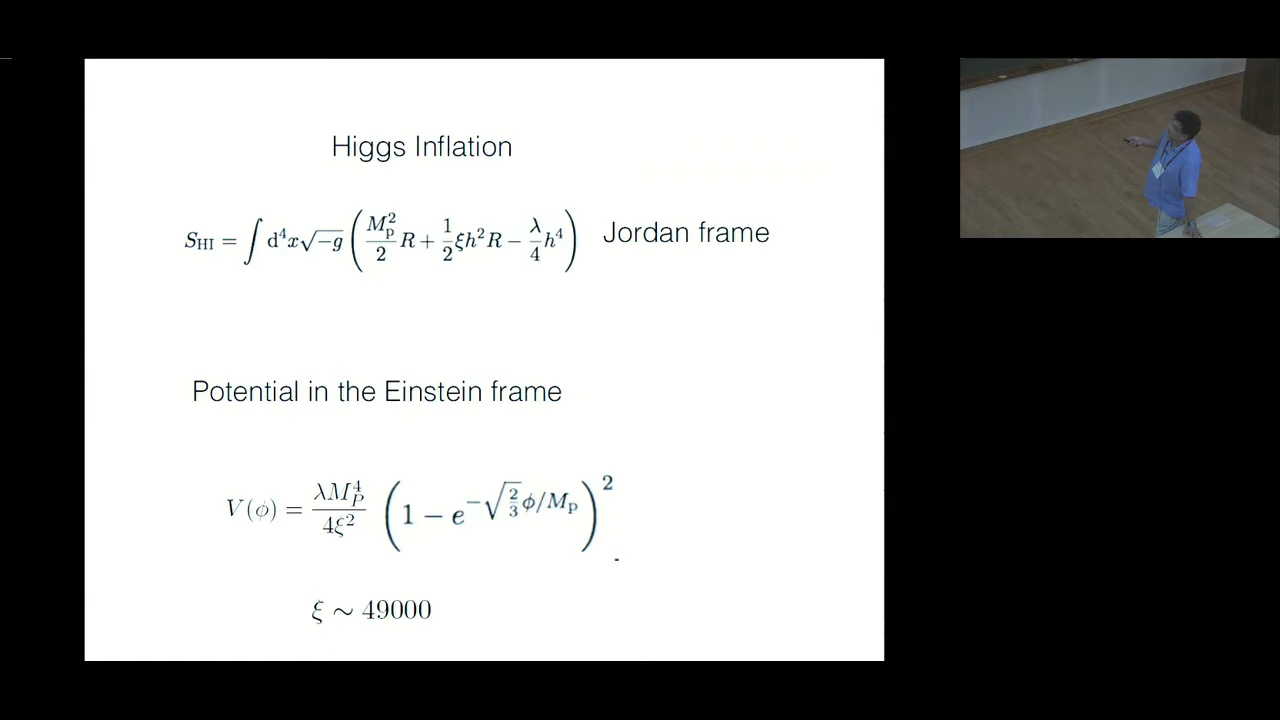 Higgs Inflation
S_HI = ∫ d⁴x√−g (M_p²/2 R + 1/2 ξh²R − λ/4 h⁴) Jordan frame
Potential in the Einstein frame
V(ϕ) = λM_P⁴/4ξ² (1 − e^{−√(2/3)ϕ/M_p})²
.
ξ ∼ 49000